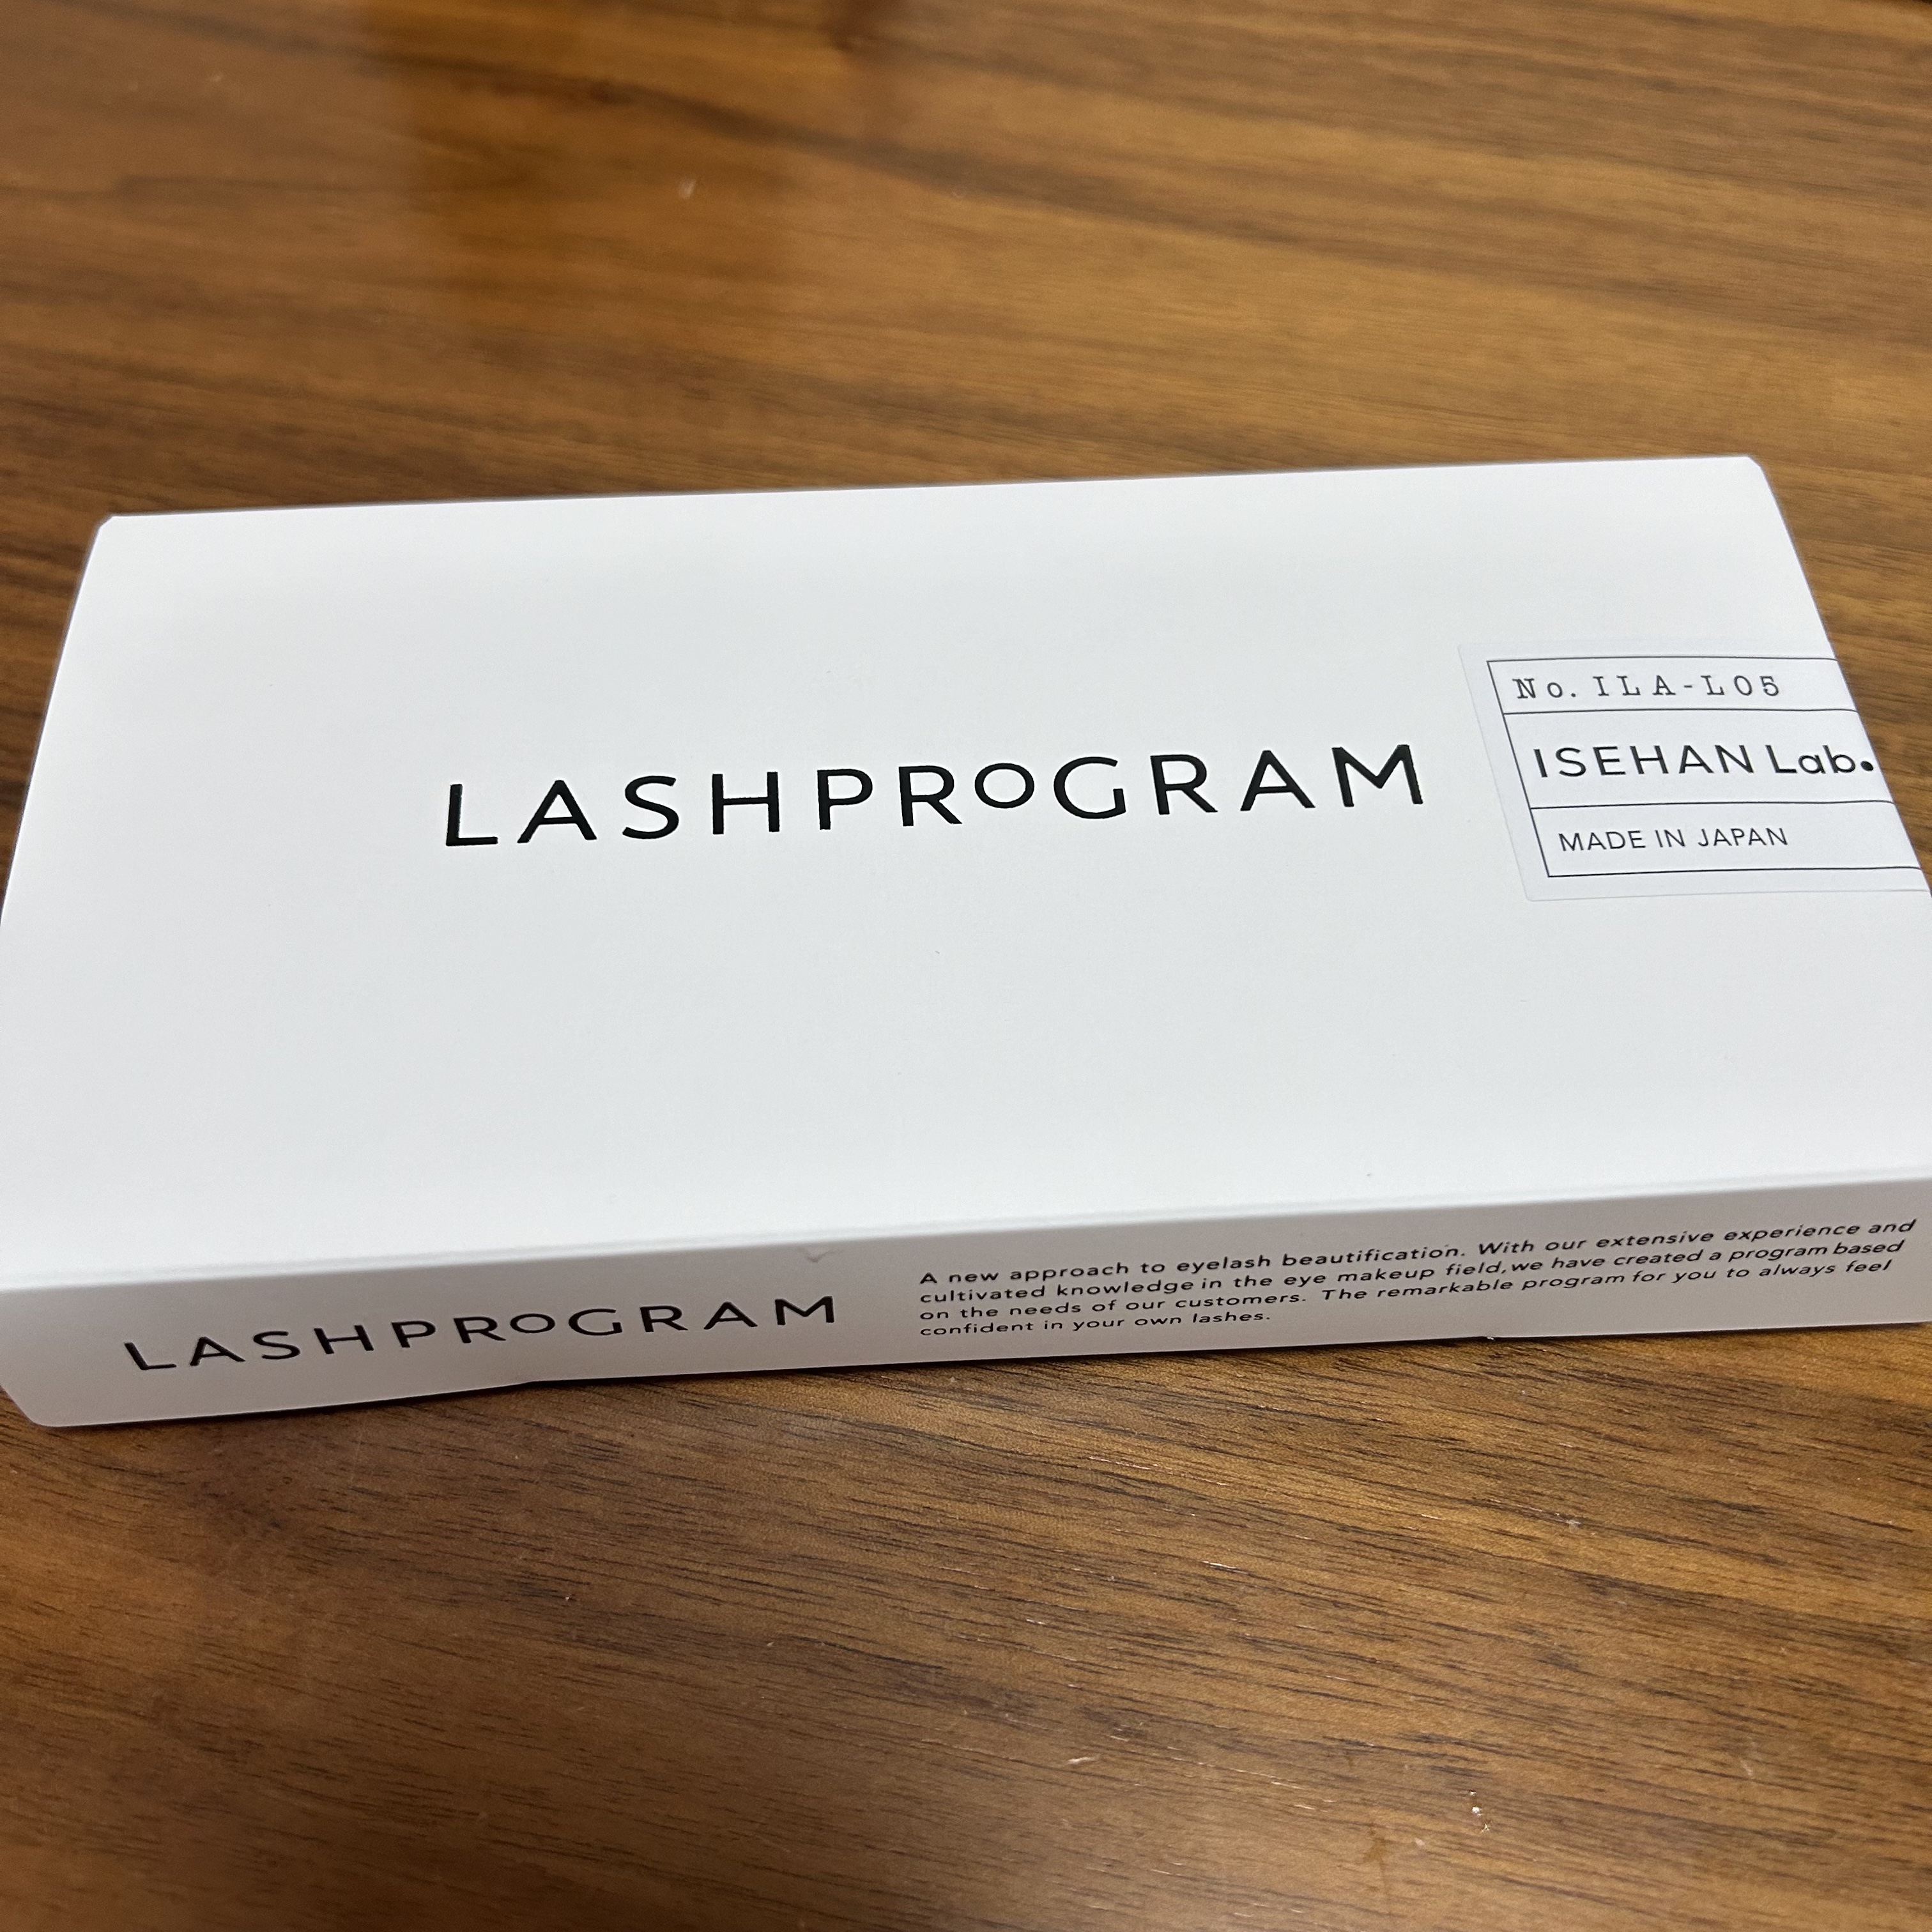 LASHPROGRAM
No. ILA-L05
ISEHAN Lab.
MADE IN JAPAN
LASHPROGRAM
A new approach to eyelash beautification. With our extensive experience and
cultivated knowledge in the eye makeup field,we have created a program based
on the needs of our customers. The remarkable program for you to always feel
confident in your own lashes.